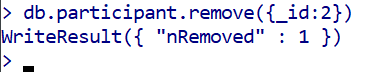 > db.participant.remove({_id:2})
WriteResult({ "nRemoved" : 1 })
>